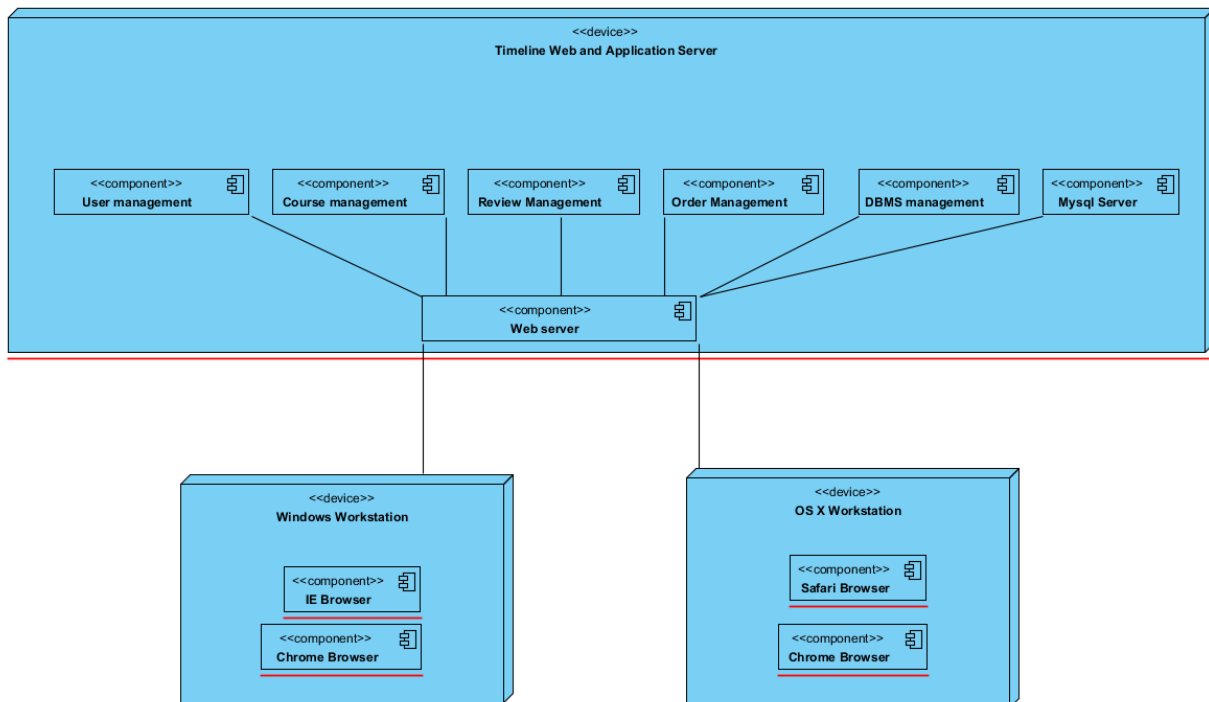 <<device>>
Timeline Web and Application Server
<<component>>
User management
<<component>>
Course management
<<component>>
Review Management
<<component>>
Order Management
<<component>>
DBMS management
<<component>>
Mysql Server
<<component>>
Web server
<<device>>
Windows Workstation
<<component>>
IE Browser
<<component>>
Chrome Browser
<<device>>
OS X Workstation
<<component>>
Safari Browser
<<component>>
Chrome Browser